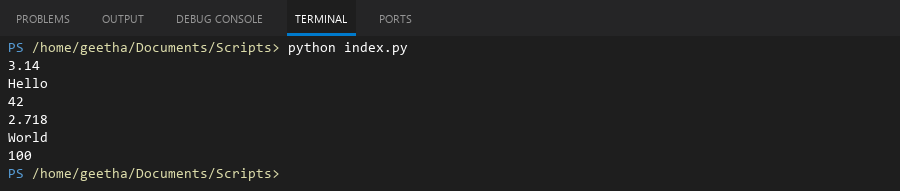 PROBLEMS OUTPUT DEBUG CONSOLE TERMINAL PORTS
PS /home/geetha/Documents/Scripts> python index.py
3.14
Hello
42
2.718
World
100
PS /home/geetha/Documents/Scripts>